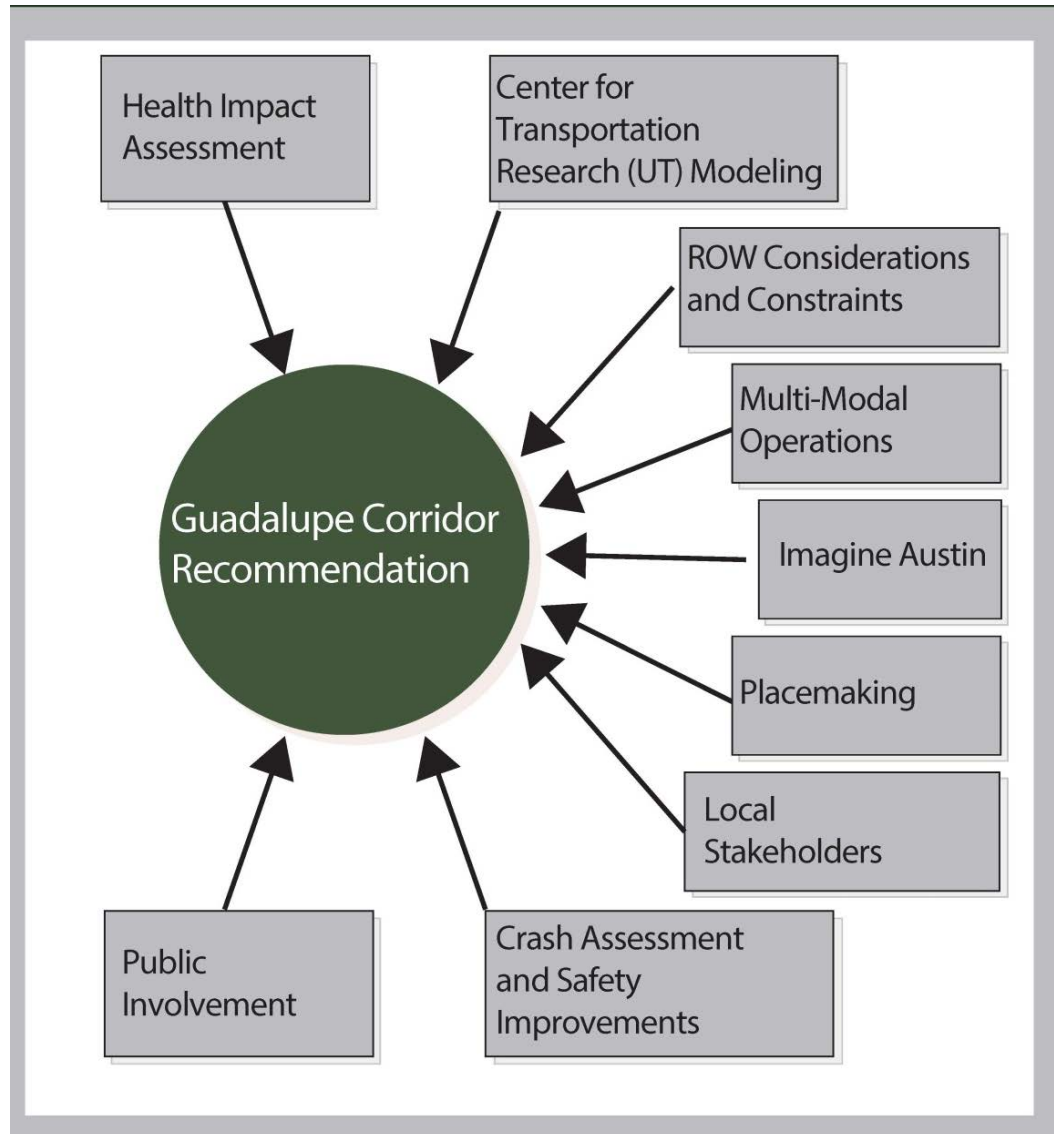 Health Impact
Assessment
Center for
Transportation
Research (UT) Modeling
ROW Considerations
and Constraints
Multi-Modal
Operations
Imagine Austin
Placemaking
Local
Stakeholders
Guadalupe Corridor
Recommendation
Public
Involvement
Crash Assessment
and Safety
Improvements